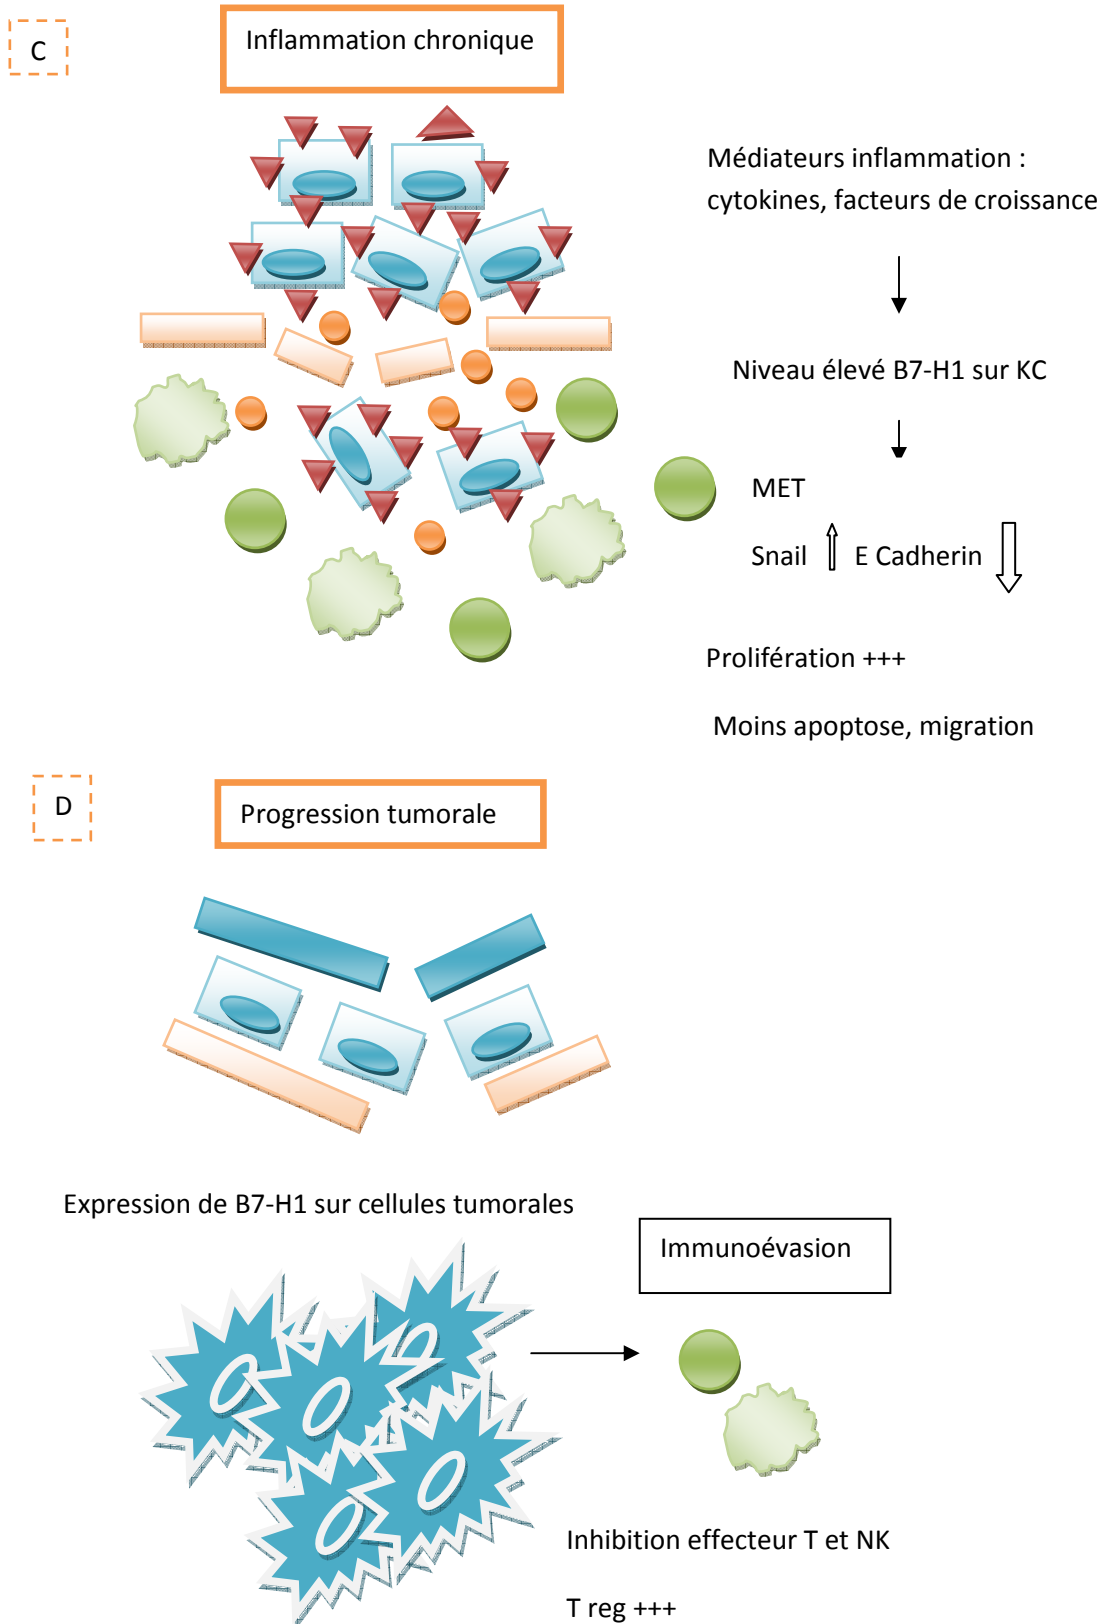 C
Inflammation chronique
Médiateurs inflammation :
cytokines, facteurs de croissance
Niveau élevé B7-H1 sur KC
MET
Snail E Cadherin
Prolifération +++
Moins apoptose, migration
D
Progression tumorale
Expression de B7-H1 sur cellules tumorales
Immunoévasion
Inhibition effecteur T et NK
T reg +++